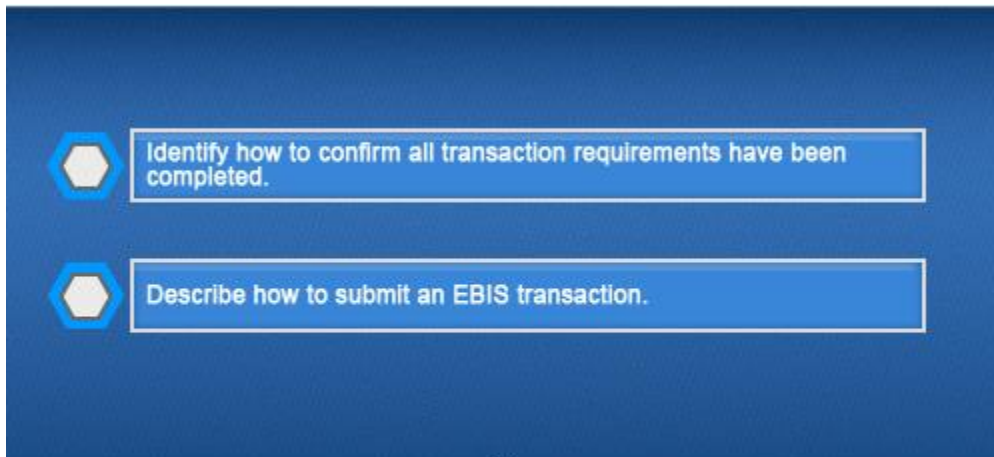 Identify how to confirm all transaction requirements have been
completed.
Describe how to submit an EBIS transaction.